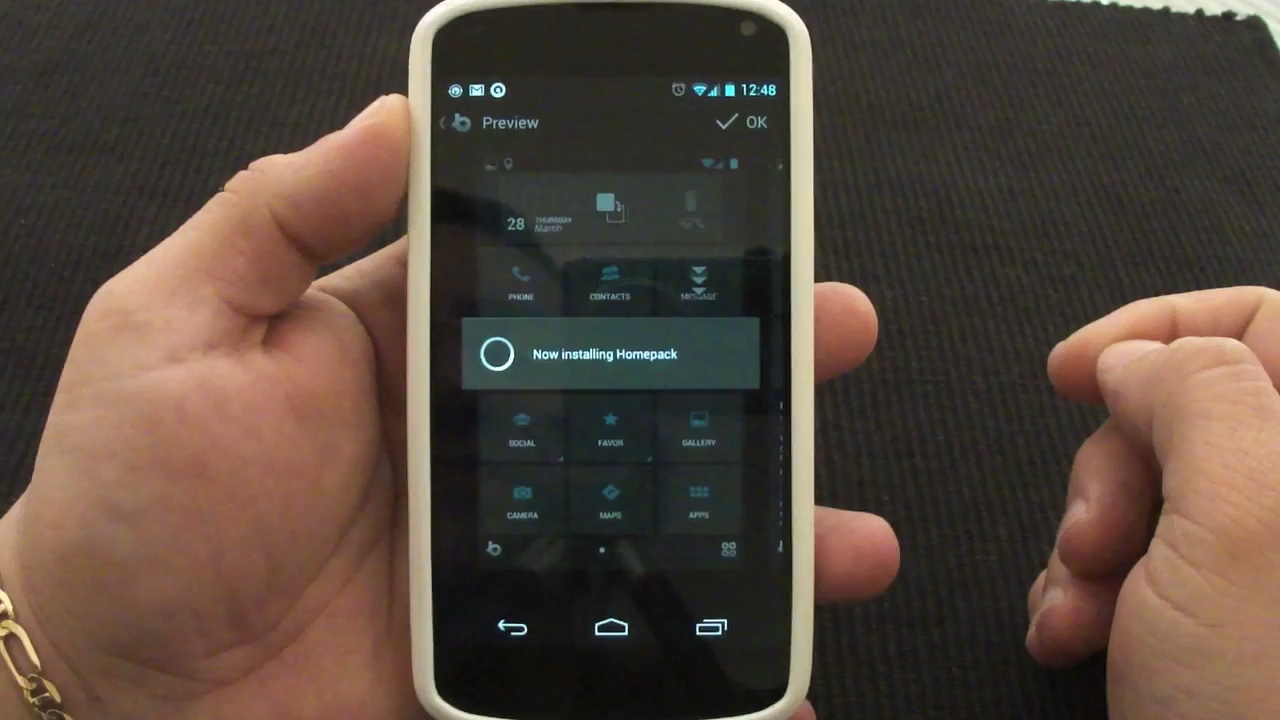 12:48
Preview OK
28 THURSDAY
March
PHONE CONTACTS MESSAGE
Now installing Homepack
SOCIAL FAVOR GALLERY
CAMERA MAPS APPS